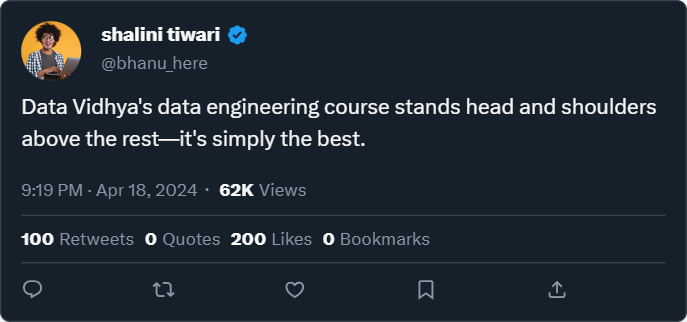 shalini tiwari
@bhanu_here
Data Vidhya's data engineering course stands head and shoulders
above the rest—it's simply the best.
9:19 PM · Apr 18, 2024 · 62K Views
100 Retweets 0 Quotes 200 Likes 0 Bookmarks